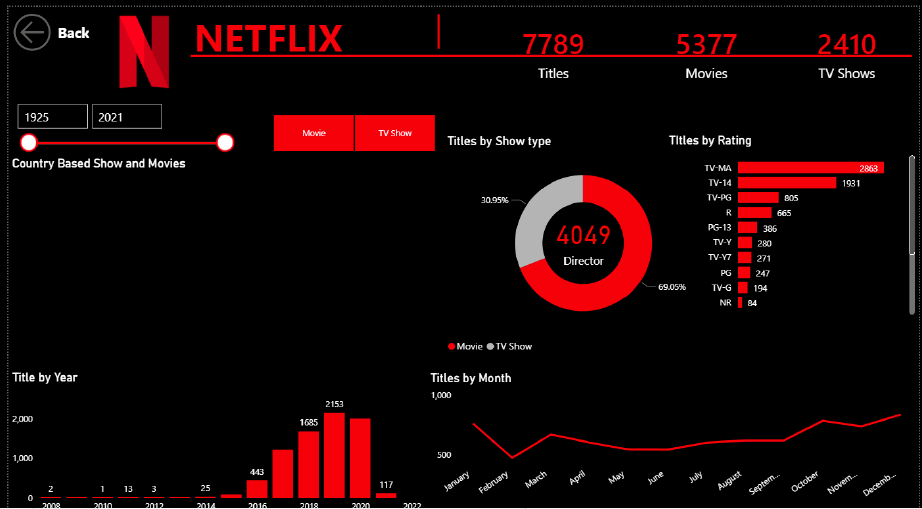 Back
NETFLIX
7789
5377
2410
Titles
Movies
TV Shows
1925
2021
Movie
TV Show
Country Based Show and Movies
Titles by Show type
30.95%
4049
Director
69.05%
Movie
TV Show
TItles by Rating
TV-MA 2863
TV-14 1931
TV-PG 805
R 665
PG-13 386
TV-Y 280
TV-Y7 271
PG 247
TV-G 194
NR 84
Title by Year
2,000
1,000
0
2
1
13
3
25
443
1685
2153
117
2008
2010
2012
2014
2016
2018
2020
2022
Titles by Month
1,000
500
January
February
March
April
May
June
July
August
Septem...
October
Novem...
Decemb...